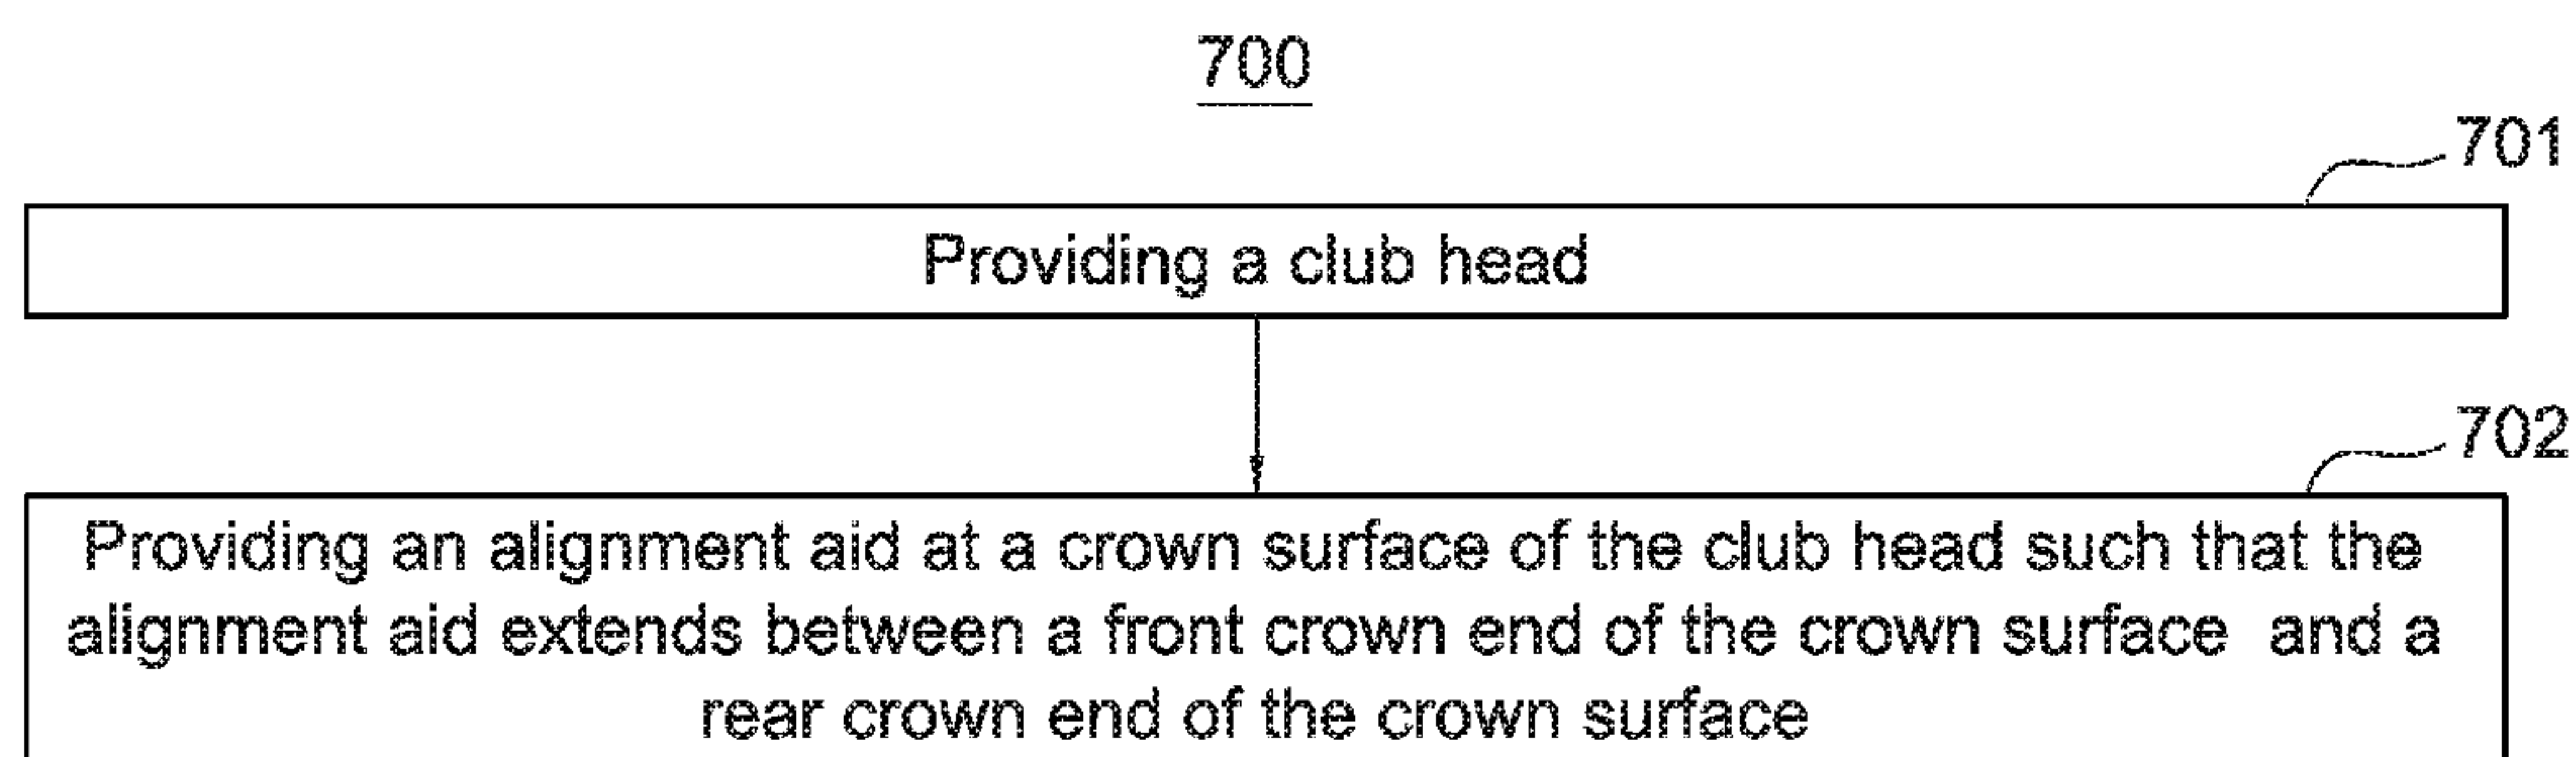 700
701
Providing a club head
702
Providing an alignment aid at a crown surface of the club head such that the
alignment aid extends between a front crown end of the crown surface and a
rear crown end of the crown surface